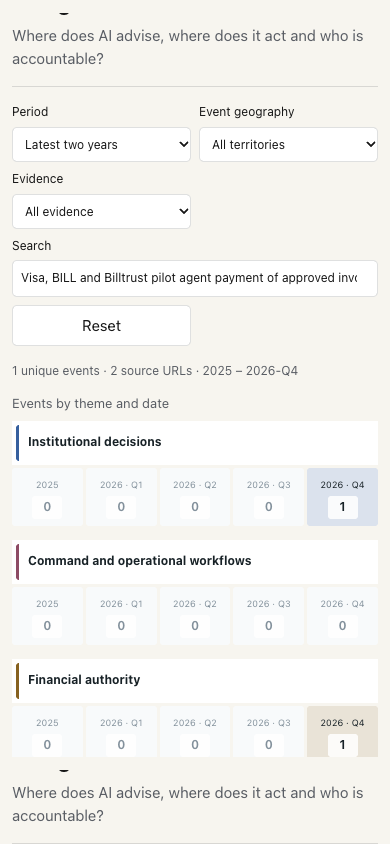 Where does AI advise, where does it act and who is
accountable?
Period
Event geography
Latest two years
All territories
Evidence
All evidence
Search
Visa, BILL and Billtrust pilot agent payment of approved
Reset
1 unique events · 2 source URLs · 2025 – 2026-Q4
Events by theme and date
Institutional decisions
2025 2026 · Q1 2026 · Q2 2026 · Q3 2026 · Q4
0 0 0 0 1
Command and operational workflows
2025 2026 · Q1 2026 · Q2 2026 · Q3 2026 · Q4
0 0 0 0 0
Financial authority
2025 2026 · Q1 2026 · Q2 2026 · Q3 2026 · Q4
0 0 0 0 1
Where does AI advise, where does it act and who is
accountable?